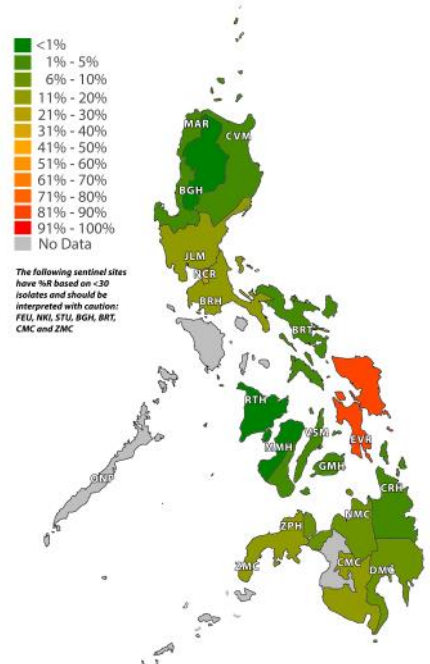 <1%
1% - 5%
6% - 10%
11% - 20%
21% - 30%
31% - 40%
41% - 50%
51% - 60%
61% - 70%
71% - 80%
81% - 90%
91% - 100%
No Data
The following sentinel sites
have %R based on <30
isolates and should be
interpreted with caution:
FEU, NKI, STU, BGH, BRT,
CMC and ZMC
MAR
CVM
BGH
JLM
NCR
BRH
BRT
RTH
VSM
EVR
MMH
GMH
ONP
CRH
NMC
ZPH
ZMC
CMC
DMC